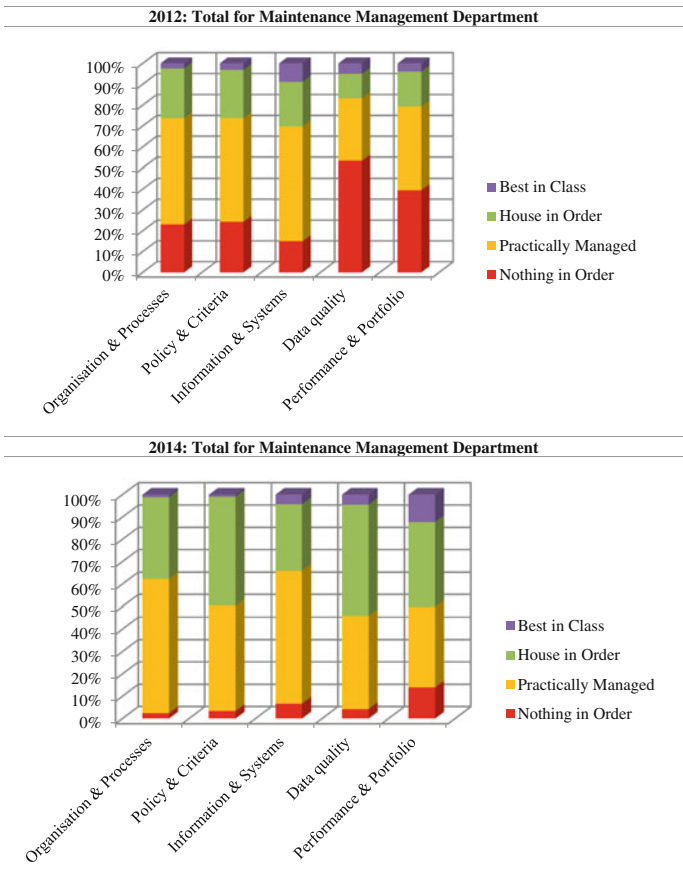 2012: Total for Maintenance Management Department
100%
90%
80%
70%
60%
50%
40%
30%
20%
10%
0%
Organisation & Processes
Policy & Criteria
Information & Systems
Data quality
Performance & Portfolio
Best in Class
House in Order
Practically Managed
Nothing in Order
2014: Total for Maintenance Management Department
100%
90%
80%
70%
60%
50%
40%
30%
20%
10%
0%
Organisation & Processes
Policy & Criteria
Information & Systems
Data quality
Performance & Portfolio
Best in Class
House in Order
Practically Managed
Nothing in Order